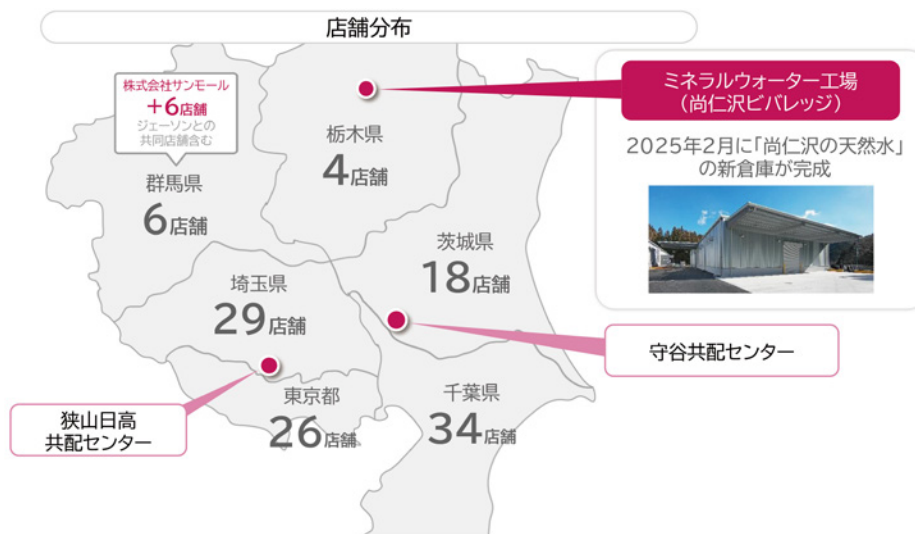 店舗分布
株式会社サンモール
+6店舗
ジェーソンとの
共同店舗含む
群馬県
6店舗
栃木県
4店舗
ミネラルウォーター工場
(尚仁沢ビバレッジ)
2025年2月に「尚仁沢の天然水」
の新倉庫が完成
茨城県
18店舗
埼玉県
29店舗
守谷共配センター
東京都
26店舗
千葉県
34店舗
狭山日高
共配センター